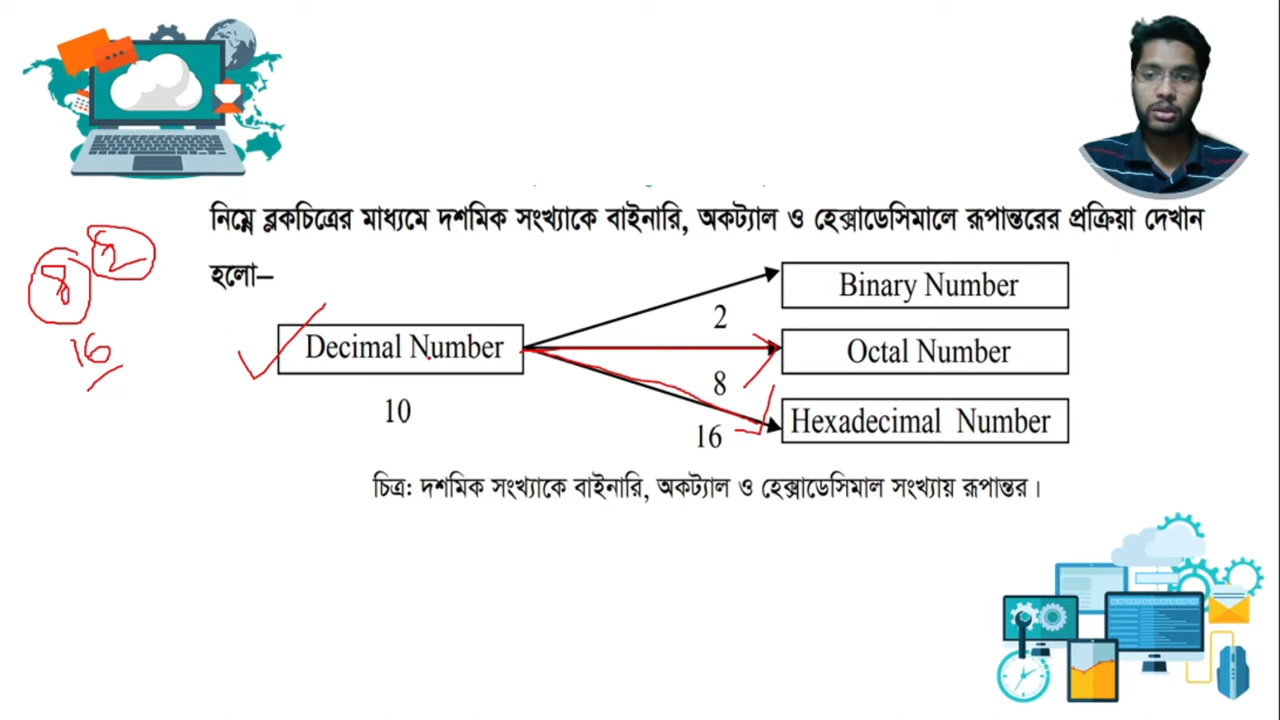 নিম্নে ব্লকচিত্রের মাধ্যমে দশমিক সংখ্যাকে বাইনারি, অকট্যাল ও হেক্সাডেসিমালে রূপান্তরের প্রক্রিয়া দেখান
হলো–
2
8
16
Decimal Number
10
2
8
16
Binary Number
Octal Number
Hexadecimal Number
চিত্র: দশমিক সংখ্যাকে বাইনারি, অকট্যাল ও হেক্সাডেসিমাল সংখ্যায় রূপান্তর।